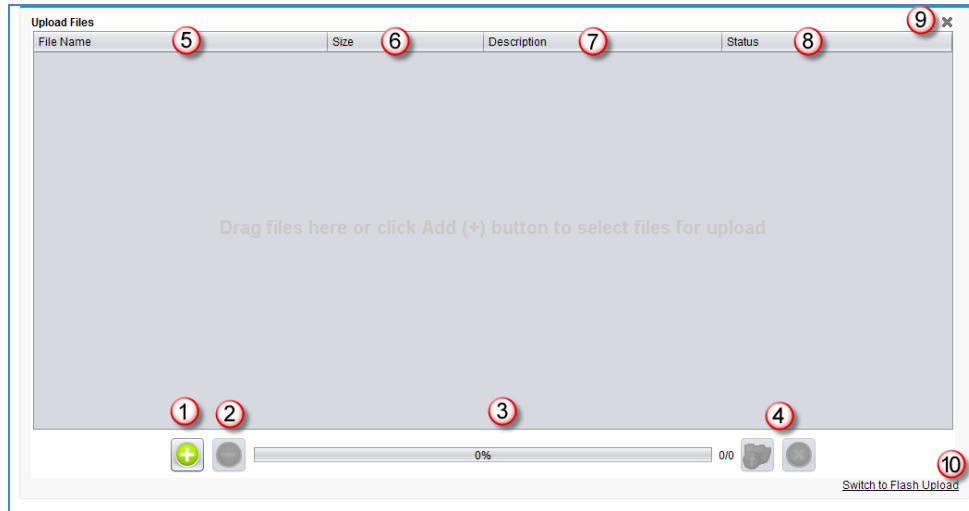 Upload Files
9
File Name 5 Size 6 Description 7 Status 8
Drag files here or click Add (+) button to select files for upload
1 2 3 4
0% 0/0
10
Switch to Flash Upload